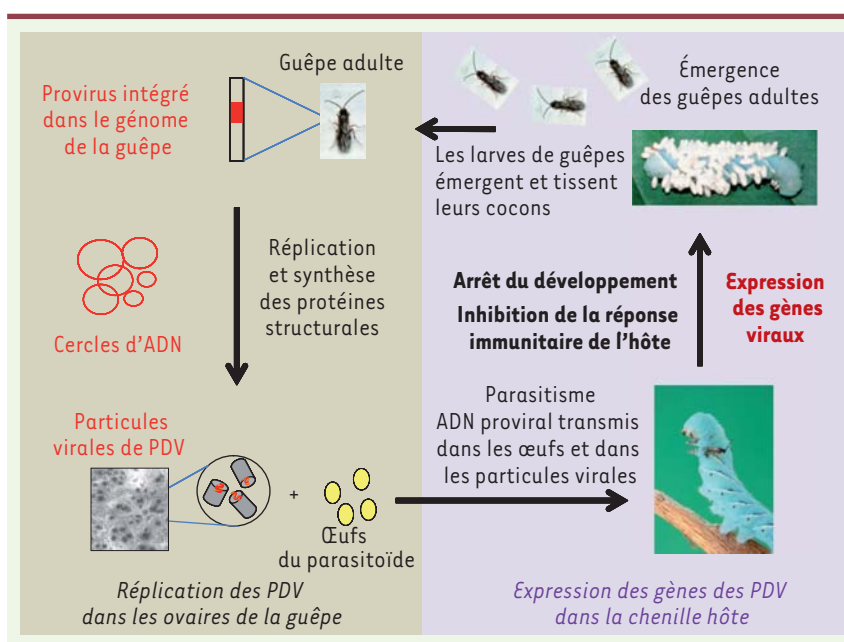 Guêpe adulte
Provirus intégré
dans le génome
de la guêpe
Réplication
et synthèse
des protéines
structurales
Cercles d'ADN
Particules
virales de PDV
+
Œufs
du parasitoïde
Réplication des PDV
dans les ovaires de la guêpe
Émergence
des guêpes adultes
Les larves de guêpes
émergent et tissent
leurs cocons
Arrêt du développement
Inhibition de la réponse
immunitaire de l'hôte
Expression
des gènes
viraux
Parasitisme
ADN proviral transmis
dans les œufs et dans
les particules virales
Expression des gènes des PDV
dans la chenille hôte